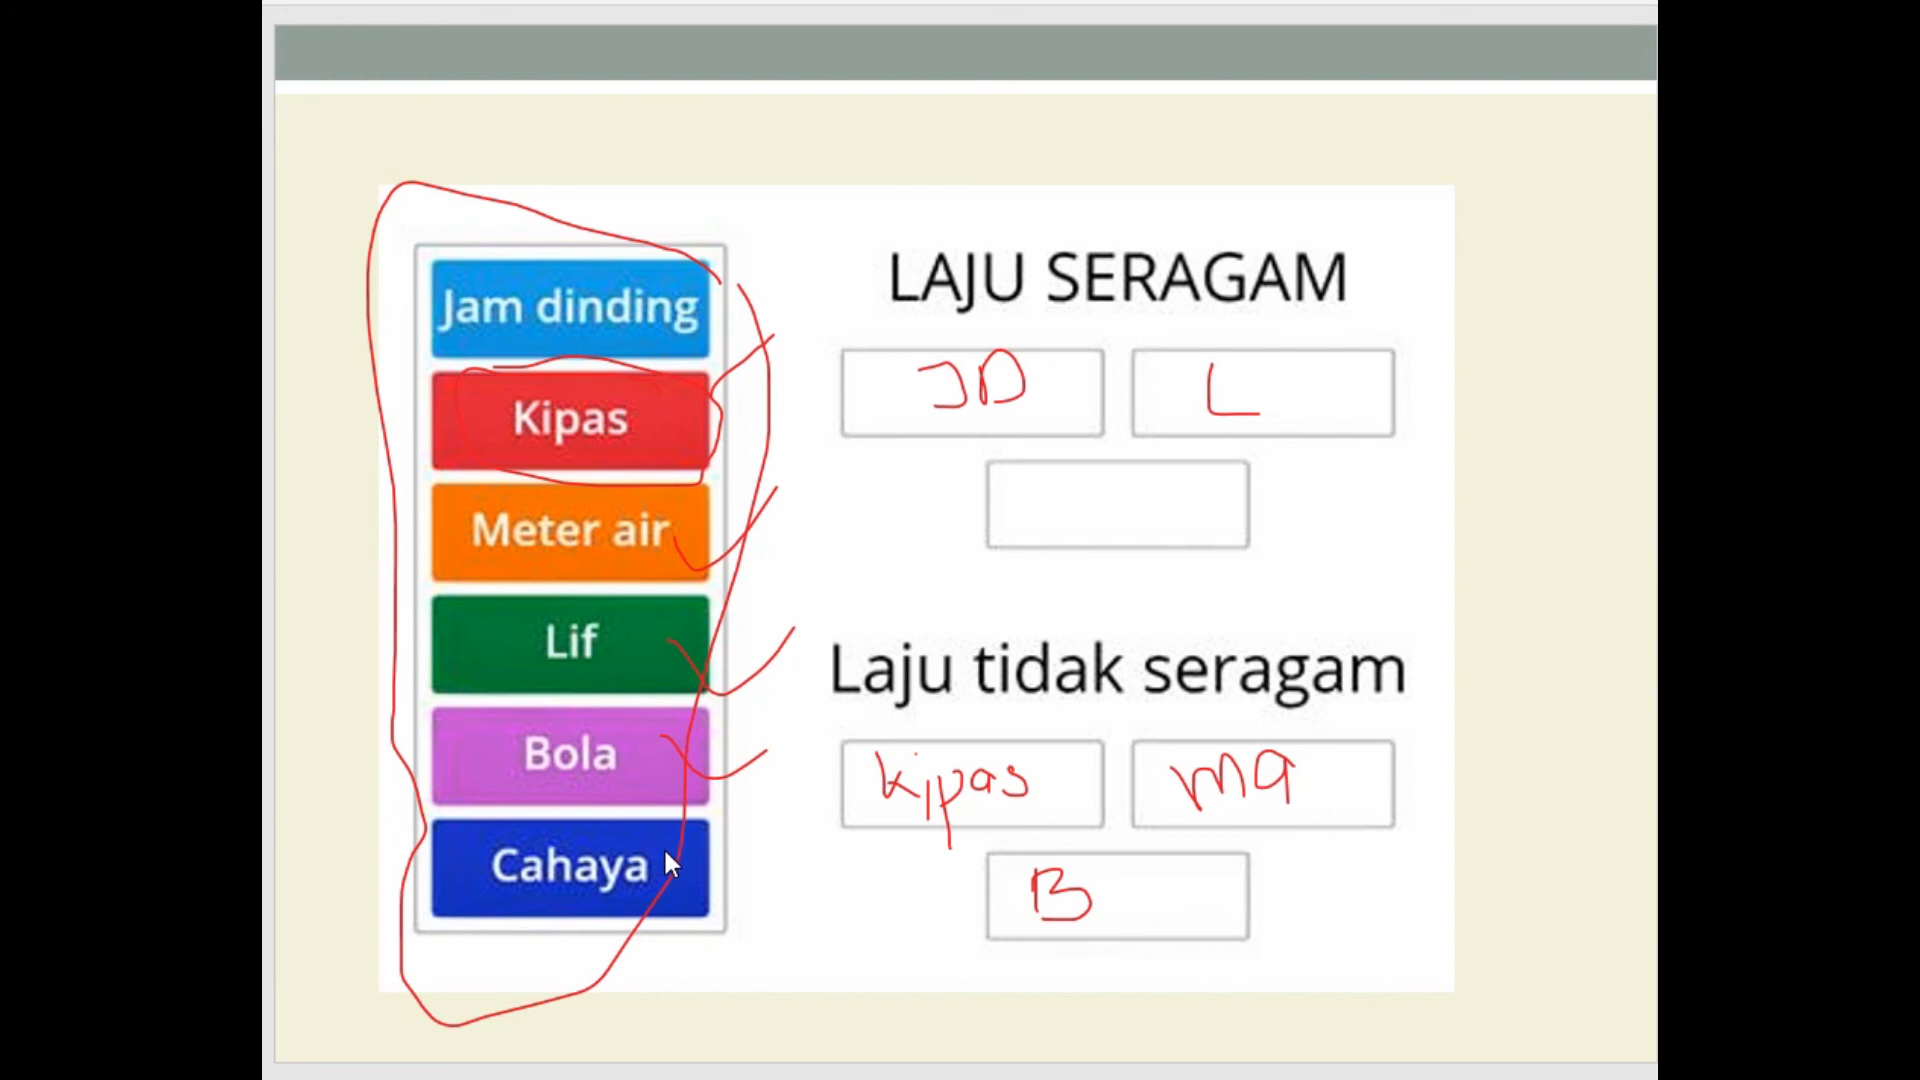 Jam dinding
Kipas
Meter air
Lif
Bola
Cahaya
LAJU SERAGAM
JD L
Laju tidak seragam
kipas ma
B